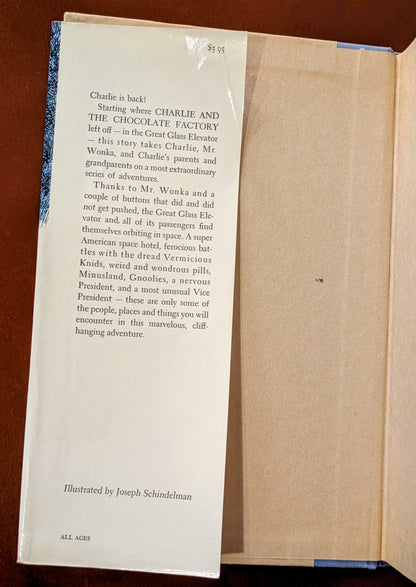 $3.95
Charlie is back!
Starting where CHARLIE AND
THE CHOCOLATE FACTORY
left off — in the Great Glass Elevator
— this story takes Charlie, Mr.
Wonka, and Charlie's parents and
grandparents on a most extraordinary
series of adventures.
Thanks to Mr. Wonka and a
couple of buttons that did and did
not get pushed, the Great Glass Ele-
vator and all of its passengers find
themselves orbiting in space. A super
American space hotel, ferocious bat-
tles with the dread Vermicious
Knids, weird and wondrous pills,
Minusland, Gnoolies, a nervous
President, and a most unusual Vice
President — these are only some of
the people, places and things you will
encounter in this marvelous, cliff-
hanging adventure.
Illustrated by Joseph Schindelman
ALL AGES